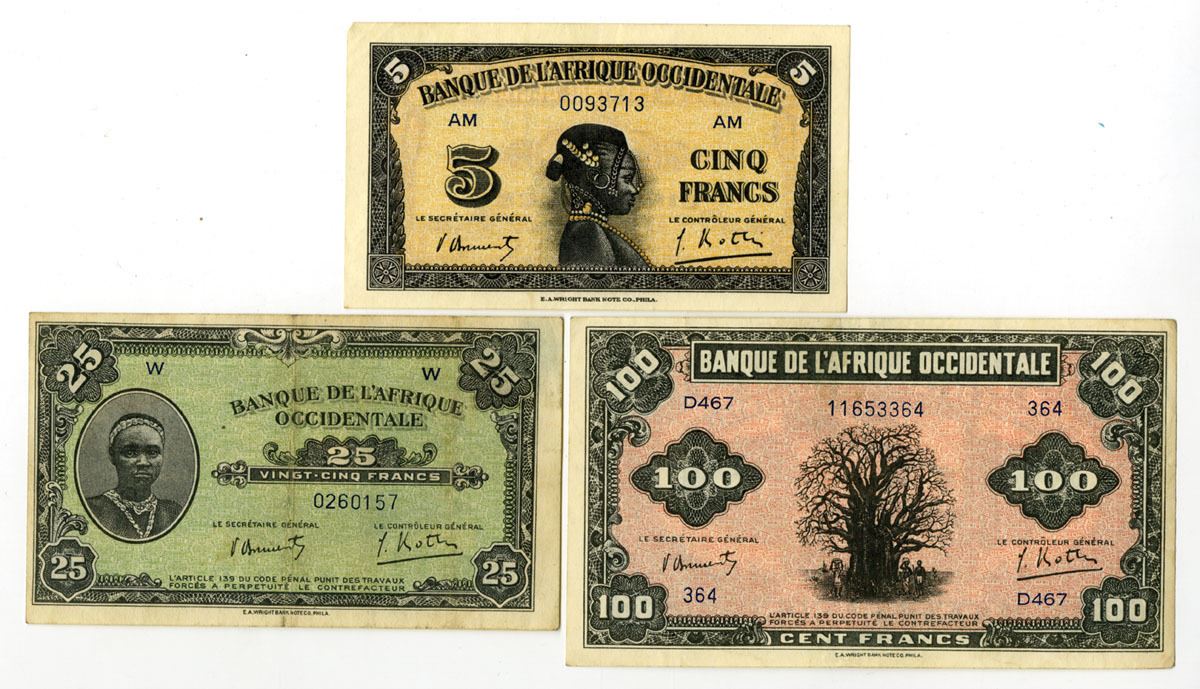 5 5
BANQUE DE L'AFRIQUE OCCIDENTALE
0093713
AM AM
5 CINQ
FRANCS
LE SECRÉTAIRE GÉNÉRAL LE CONTRÔLEUR GÉNÉRAL
E.A.WRIGHT BANK NOTE CO., PHILA.
25 25
W W
BANQUE DE L'AFRIQUE
OCCIDENTALE
25
VINGT-CINQ FRANCS
0260157
LE SECRÉTAIRE GÉNÉRAL LE CONTRÔLEUR GÉNÉRAL
25 25
L'ARTICLE 139 DU CODE PÉNAL PUNIT DES TRAVAUX
FORCÉS A PERPÉTUITÉ LE CONTREFACTEUR
E.A.WRIGHT BANK NOTE CO. PHILA.
100 BANQUE DE L'AFRIQUE OCCIDENTALE 100
D467 11653364 364
100 100
LE SECRÉTAIRE GÉNÉRAL LE CONTRÔLEUR GÉNÉRAL
364 D467
100 100
L'ARTICLE 139 DU CODE PÉNAL PUNIT DES TRAVAUX
FORCÉS A PERPÉTUITÉ LE CONTREFACTEUR
CENT FRANCS
E.A.WRIGHT BANK NOTE CO. PHILA.